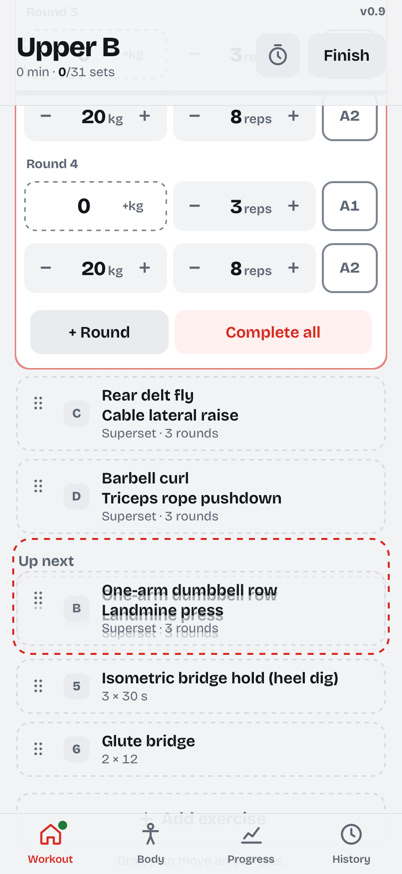 Round 3
v0.9
Upper B
Finish
0 min · 0/31 sets
− 20 kg + − 8 reps + A2
Round 4
0 +kg − 3 reps + A1
− 20 kg + − 8 reps + A2
+ Round Complete all
Rear delt fly
C Cable lateral raise
Superset · 3 rounds
Barbell curl
D Triceps rope pushdown
Superset · 3 rounds
Up next
One-arm dumbbell row
B Landmine press
Superset · 3 rounds
5 Isometric bridge hold (heel dig)
3 × 30 s
6 Glute bridge
2 × 12
+ Add exercise
Workout Body Progress History